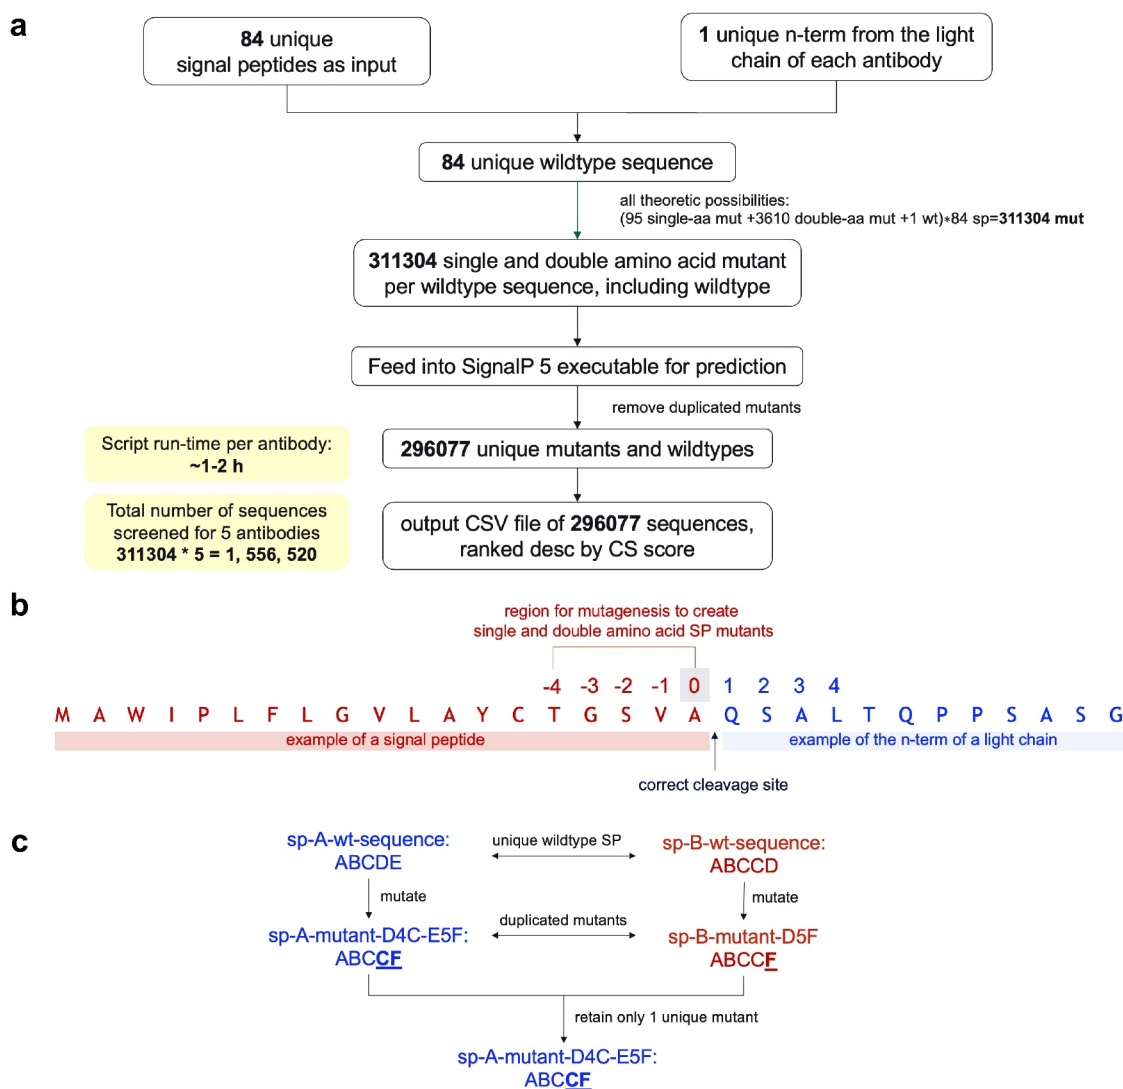 a
84 unique
signal peptides as input
1 unique n-term from the light
chain of each antibody
84 unique wildtype sequence
all theoretic possibilities:
(95 single-aa mut +3610 double-aa mut +1 wt)*84 sp=311304 mut
311304 single and double amino acid mutant
per wildtype sequence, including wildtype
Feed into SignalP 5 executable for prediction
remove duplicated mutants
Script run-time per antibody:
~1-2 h
296077 unique mutants and wildtypes
Total number of sequences
screened for 5 antibodies
311304 * 5 = 1, 556, 520
output CSV file of 296077 sequences,
ranked desc by CS score
b
region for mutagenesis to create
single and double amino acid SP mutants
-4 -3 -2 -1 0 1 2 3 4
M A W I P L F L G V L A Y C T G S V A Q S A L T Q P P S A S G
example of a signal peptide
example of the n-term of a light chain
correct cleavage site
c
sp-A-wt-sequence:
ABCDE
unique wildtype SP
sp-B-wt-sequence:
ABCCD
mutate
mutate
sp-A-mutant-D4C-E5F:
ABCCF
duplicated mutants
sp-B-mutant-D5F
ABCCF
retain only 1 unique mutant
sp-A-mutant-D4C-E5F:
ABCCF